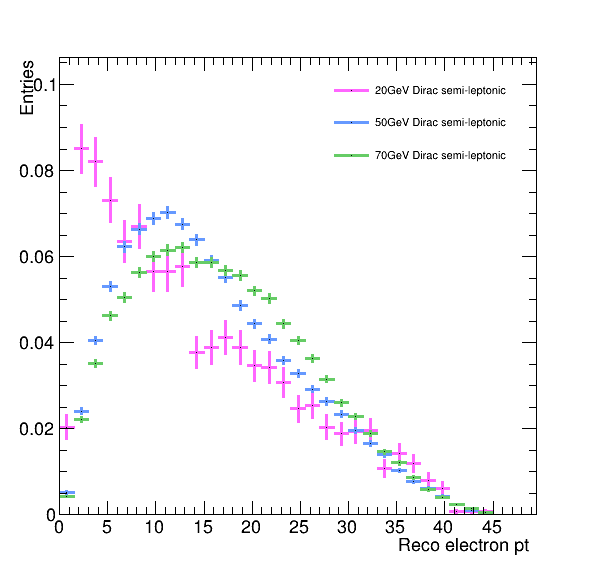 Entries
0.1
0.08
0.06
0.04
0.02
0
20GeV Dirac semi-leptonic
50GeV Dirac semi-leptonic
70GeV Dirac semi-leptonic
0 5 10 15 20 25 30 35 40 45
Reco electron pt